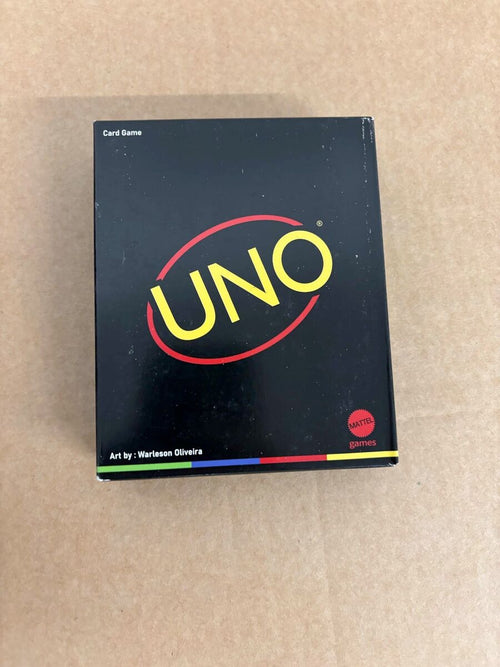 Card Game
UNO®
MATTEL
games
Art by : Warleson Oliveira